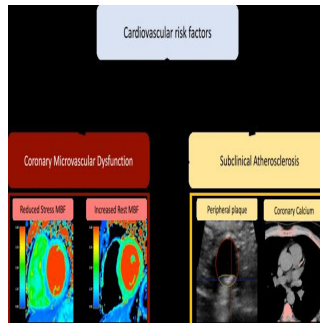 Cardiovascular risk factors
Coronary Microvascular Dysfunction
Subclinical Atherosclerosis
Reduced Stress MBF
Increased Rest MBF
Peripheral plaque
Coronary Calcium